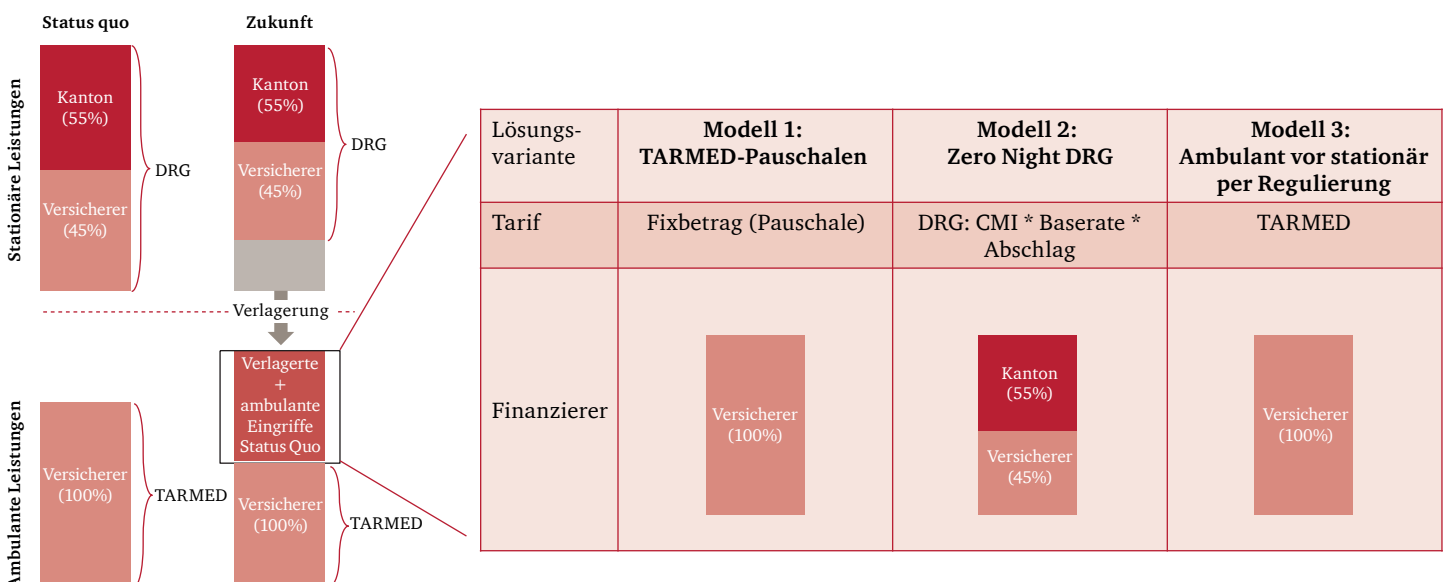 Status quo
Zukunft
Stationäre Leistungen
Kanton
(55%)
Versicherer
(45%)
DRG
Kanton
(55%)
Versicherer
(45%)
DRG
Verlagerung
Ambulante Leistungen
Versicherer
(100%)
TARMED
Verlagerte
+
ambulante
Eingriffe
Status Quo
Versicherer
(100%)
TARMED
Lösungs-
variante
Modell 1:
TARMED-Pauschalen
Modell 2:
Zero Night DRG
Modell 3:
Ambulant vor stationär
per Regulierung
Tarif
Fixbetrag (Pauschale)
DRG: CMI * Baserate *
Abschlag
TARMED
Finanzierer
Versicherer
(100%)
Kanton
(55%)
Versicherer
(45%)
Versicherer
(100%)